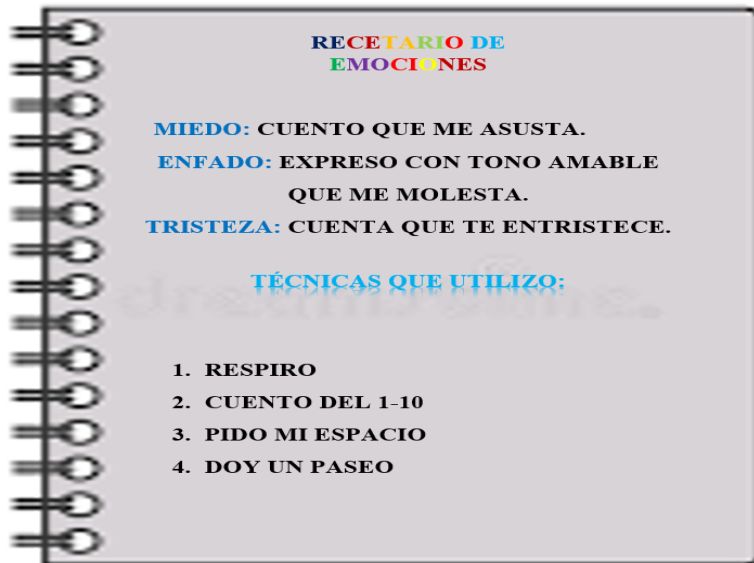 RECETARIO DE
EMOCIONES
MIEDO: CUENTO QUE ME ASUSTA.
ENFADO: EXPRESO CON TONO AMABLE
QUE ME MOLESTA.
TRISTEZA: CUENTA QUE TE ENTRISTECE.
TÉCNICAS QUE UTILIZO:
dreamstime.
1. RESPIRO
2. CUENTO DEL 1-10
3. PIDO MI ESPACIO
4. DOY UN PASEO